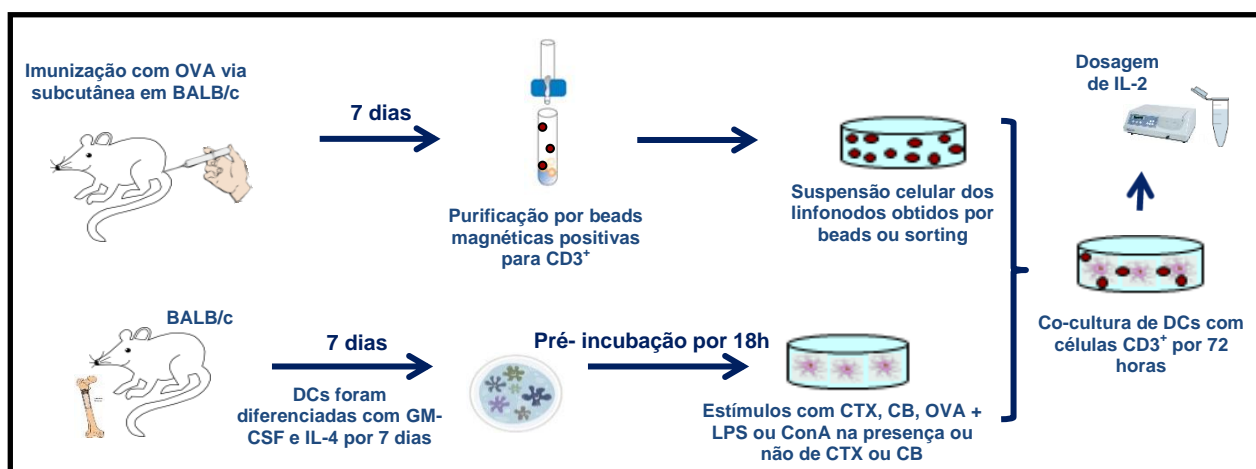 Imunização com OVA via
subcutânea em BALB/c
7 dias
Purificação por beads
magnéticas positivas
para CD3+
Suspensão celular dos
linfonodos obtidos por
beads ou sorting
Dosagem
de IL-2
BALB/c
7 dias
DCs foram
diferenciadas com GM-
CSF e IL-4 por 7 dias
Pré- incubação por 18h
Estímulos com CTX, CB, OVA +
LPS ou ConA na presença ou
não de CTX ou CB
Co-cultura de DCs com
células CD3+ por 72
horas